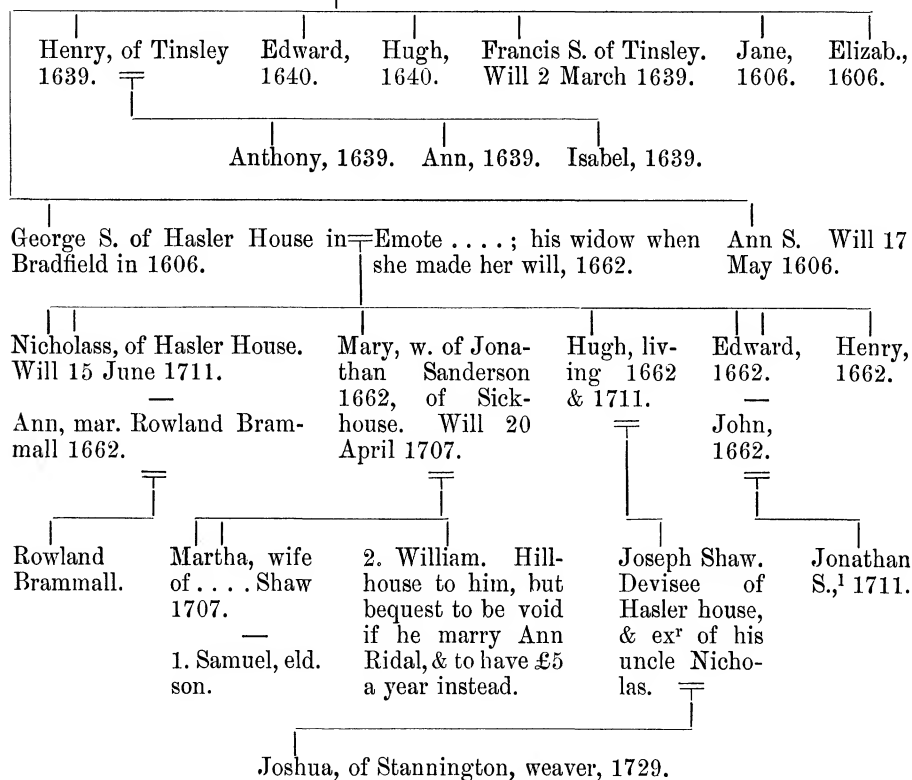 Henry, of Tinsley
1639.
Edward,
1640.
Hugh,
1640.
Francis S. of Tinsley.
Will 2 March 1639.
Jane,
1606.
Elizab.,
1606.
Anthony, 1639.
Ann, 1639.
Isabel, 1639.
George S. of Hasler House in
Bradfield in 1606.
Emote . . . . ; his widow when
she made her will, 1662.
Ann S. Will 17
May 1606.
Nicholass, of Hasler House.
Will 15 June 1711.
—
Ann, mar. Rowland Bram-
mall 1662.
Mary, w. of Jona-
than Sanderson
1662, of Sick-
house. Will 20
April 1707.
Hugh, liv-
ing 1662
& 1711.
Edward,
1662.
—
John,
1662.
Henry,
1662.
Rowland
Brammall.
Martha, wife
of . . . . Shaw
1707.
—
1. Samuel, eld.
son.
2. William. Hill-
house to him, but
bequest to be void
if he marry Ann
Ridal, & to have £5
a year instead.
Joseph Shaw.
Devisee of
Hasler house,
& exʳ of his
uncle Nicho-
las.
Jonathan
S.,¹ 1711.
Joshua, of Stannington, weaver, 1729.